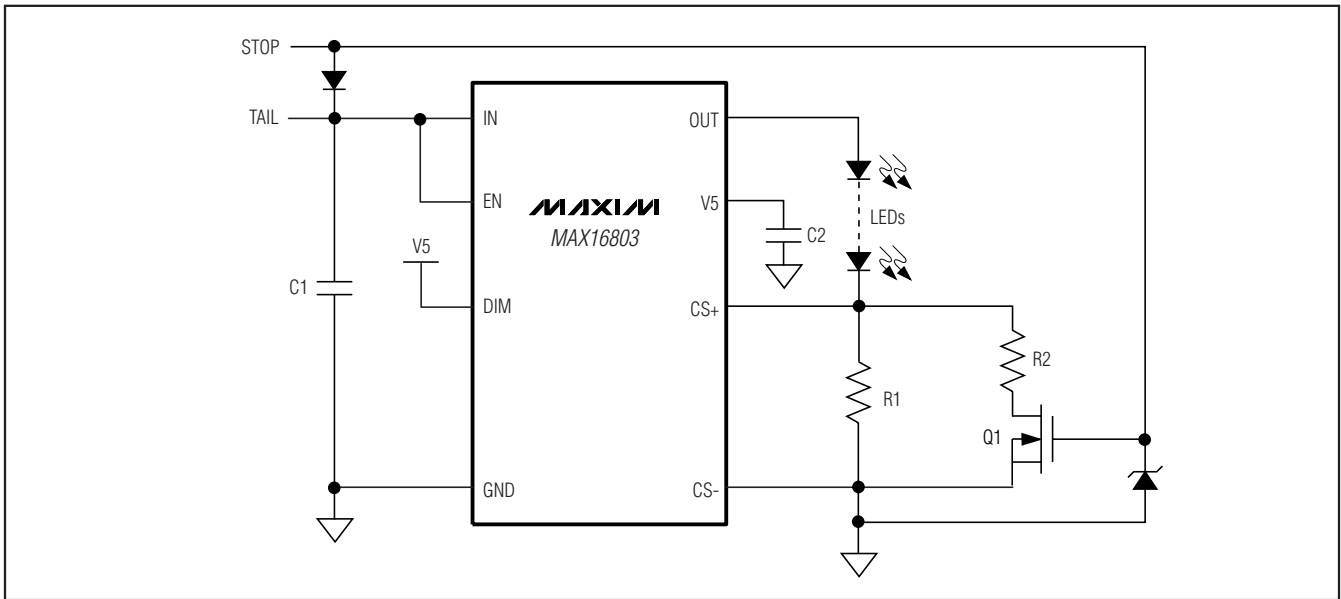 STOP
TAIL
IN
OUT
EN
MAXIM
MAX16803
V5
LEDs
C2
V5
C1
DIM
CS+
R2
R1
Q1
GND
CS-